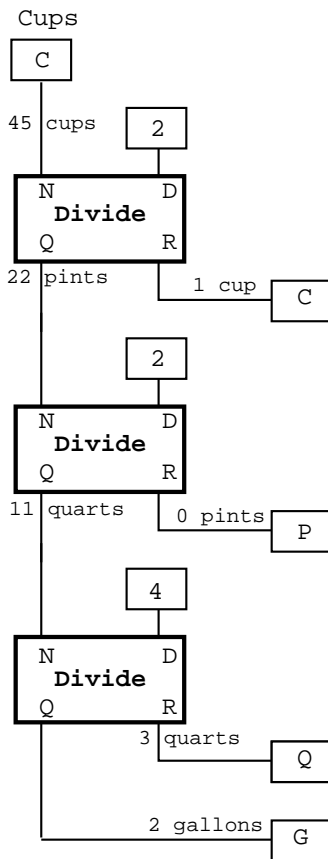 Cups
C
45 cups
2
N D
Divide
Q R
22 pints
1 cup
C
2
N D
Divide
Q R
11 quarts
0 pints
P
4
N D
Divide
Q R
3 quarts
Q
2 gallons
G